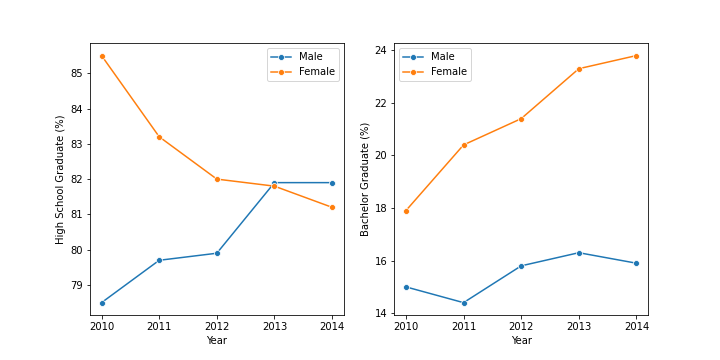 High School Graduate (%)
85
84
83
82
81
80
79
2010 2011 2012 2013 2014
Year
Male
Female
Bachelor Graduate (%)
24
22
20
18
16
14
2010 2011 2012 2013 2014
Year
Male
Female